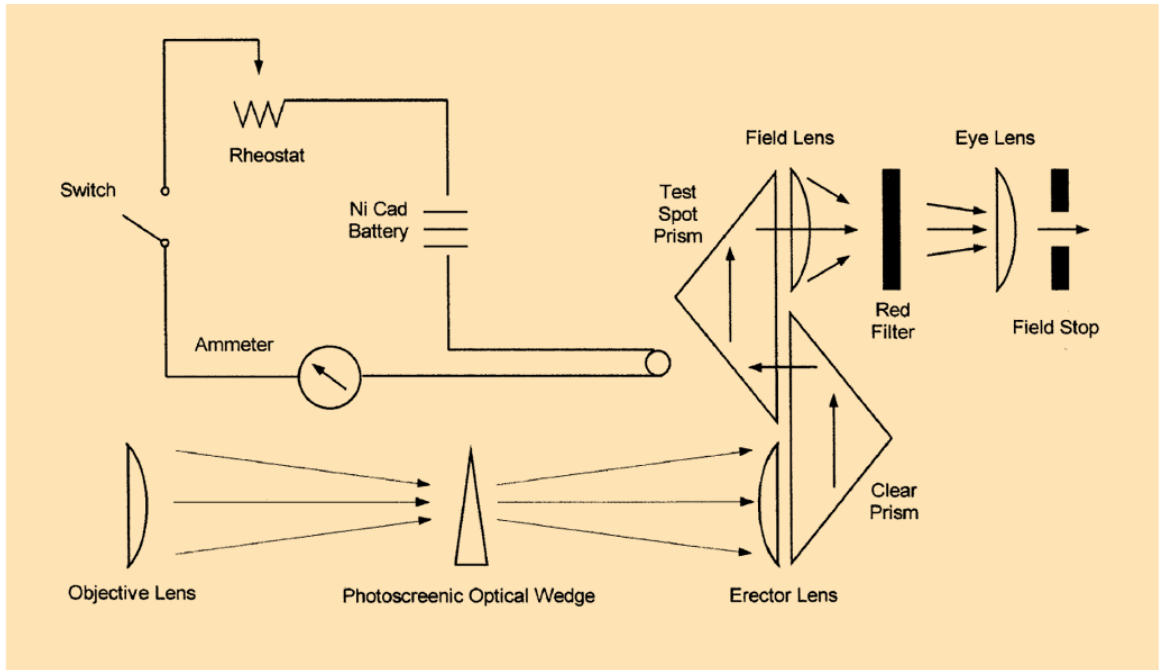 Rheostat
Switch
Ni Cad
Battery
Ammeter
Test
Spot
Prism
Field Lens
Eye Lens
Red
Filter
Field Stop
Clear
Prism
Objective Lens
Photoscreenic Optical Wedge
Erector Lens